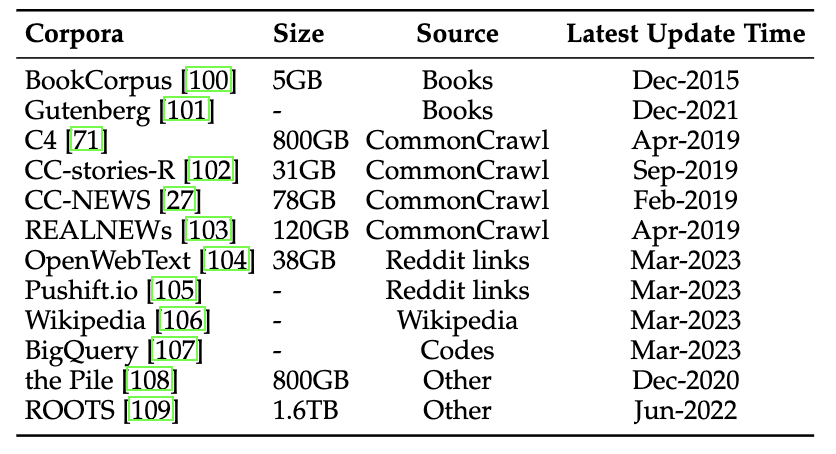 Corpora Size Source Latest Update Time
BookCorpus [100] 5GB Books Dec-2015
Gutenberg [101] - Books Dec-2021
C4 [71] 800GB CommonCrawl Apr-2019
CC-stories-R [102] 31GB CommonCrawl Sep-2019
CC-NEWS [27] 78GB CommonCrawl Feb-2019
REALNEWs [103] 120GB CommonCrawl Apr-2019
OpenWebText [104] 38GB Reddit links Mar-2023
Pushift.io [105] - Reddit links Mar-2023
Wikipedia [106] - Wikipedia Mar-2023
BigQuery [107] - Codes Mar-2023
the Pile [108] 800GB Other Dec-2020
ROOTS [109] 1.6TB Other Jun-2022